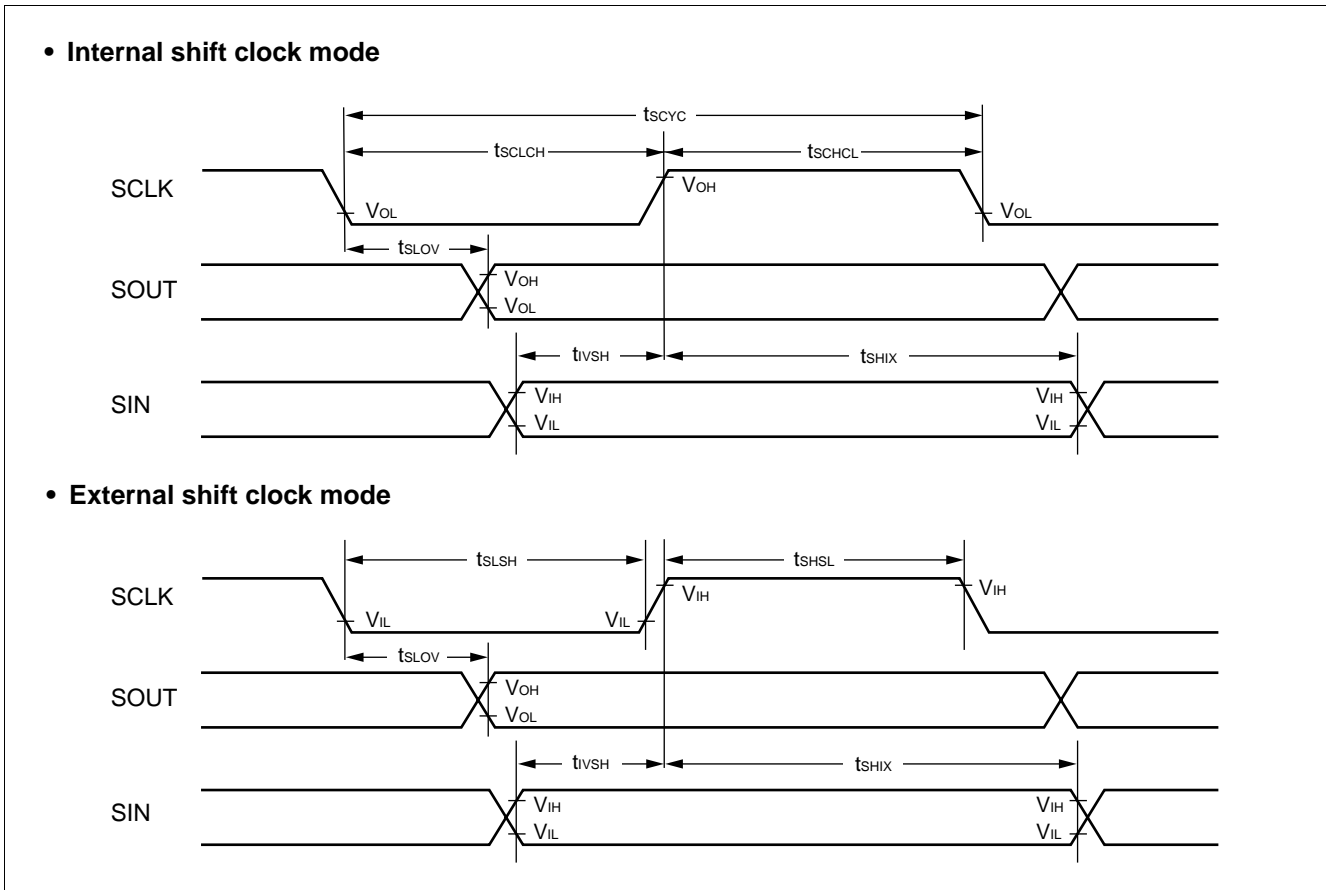 • Internal shift clock mode
tSCYC
tSCLCH tSCHCL
SCLK VOL VOH VOL
tSLOV
SOUT VOH
VOL
tIVSH tSHIX
SIN VIH VIH
VIL VIL
• External shift clock mode
tSLSH tSHSL
SCLK VIL VIL VIH VIH
tSLOV
SOUT VOH
VOL
tIVSH tSHIX
SIN VIH VIH
VIL VIL